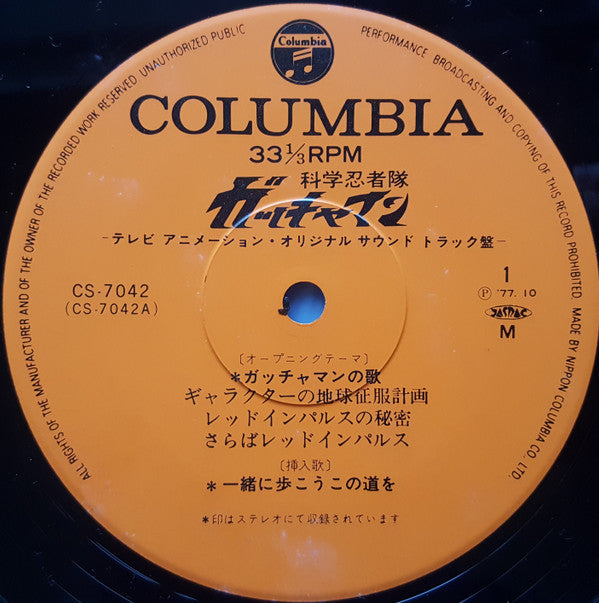 ALL RIGHTS OF THE MANUFACTURER AND OF THE OWNER OF THE RECORDED WORK RESERVED. UNAUTHORIZED PUBLIC PERFORMANCE, BROADCASTING AND COPYING OF THIS RECORD PROHIBITED. MADE BY NIPPON COLUMBIA CO. LTD.
Columbia
COLUMBIA
33 1/3 RPM
科学忍者隊
ガッチャマン
-テレビ アニメーション・オリジナル サウンド トラック盤-
CS-7042
(CS-7042A)
1
Ⓟ '77. 10
JASRAC
M
〔オープニングテーマ〕
*ガッチャマンの歌
ギャラクターの地球征服計画
レッドインパルスの秘密
さらばレッドインパルス
〔挿入歌〕
*一緒に歩こうこの道を
*印はステレオにて収録されています